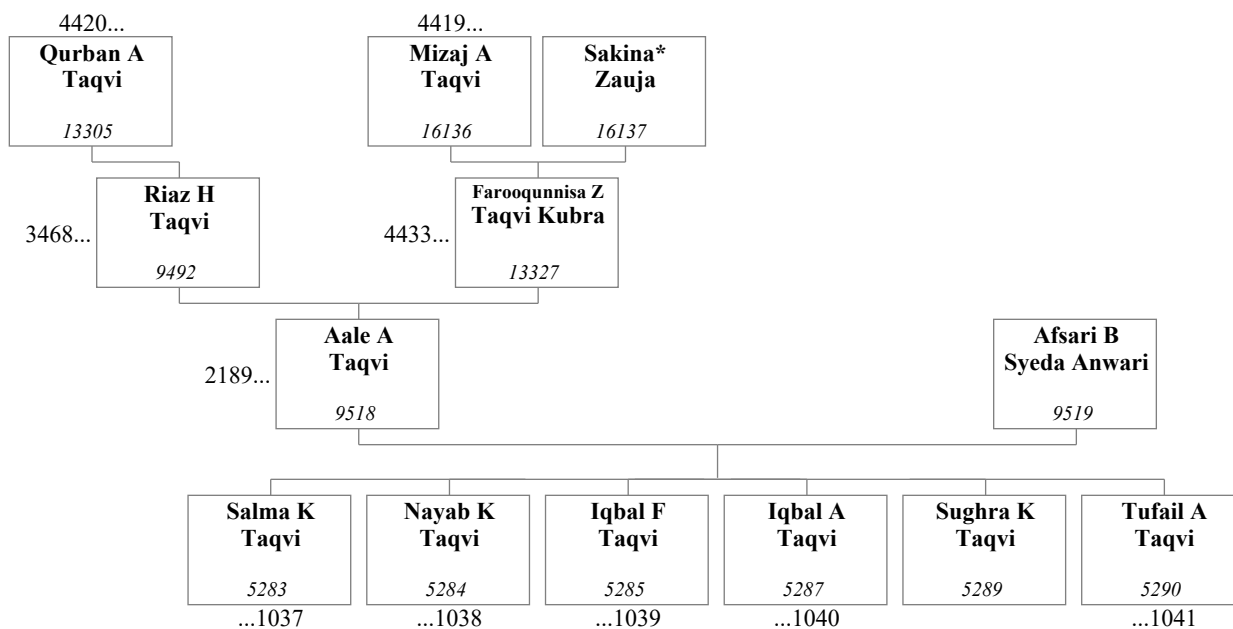 4420...
Qurban A
Taqvi
13305
4419...
Mizaj A
Taqvi
16136
Sakina*
Zauja
16137
3468...
Riaz H
Taqvi
9492
4433...
Farooqunnisa Z
Taqvi Kubra
13327
2189...
Aale A
Taqvi
9518
Afsari B
Syeda Anwari
9519
Salma K
Taqvi
5283
...1037
Nayab K
Taqvi
5284
...1038
Iqbal F
Taqvi
5285
...1039
Iqbal A
Taqvi
5287
...1040
Sughra K
Taqvi
5289
Tufail A
Taqvi
5290
...1041